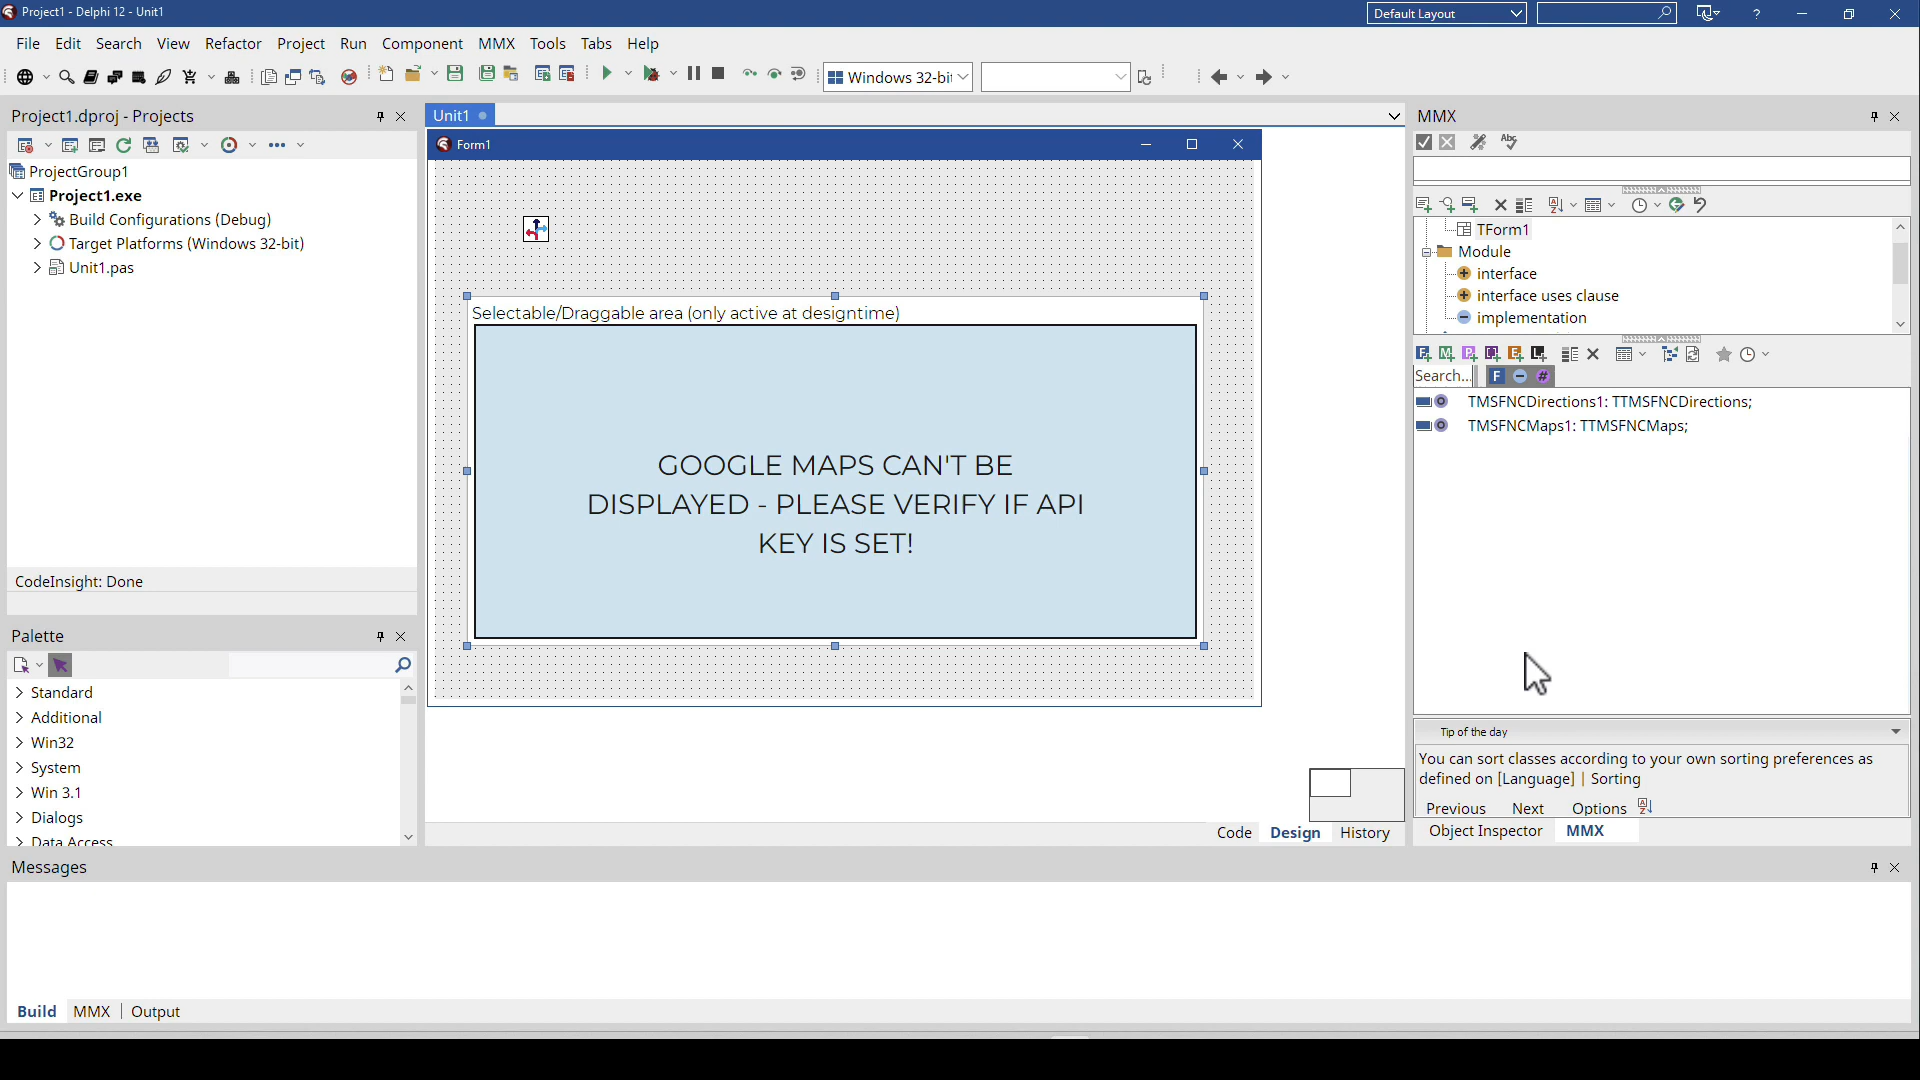 Project1 - Delphi 12 - Unit1
Default Layout
?
File Edit Search View Refactor Project Run Component MMX Tools Tabs Help
Windows 32-bi
Project1.dproj - Projects
ProjectGroup1
Project1.exe
Build Configurations (Debug)
Target Platforms (Windows 32-bit)
Unit1.pas
CodeInsight: Done
Palette
Standard
Additional
Win32
System
Win 3.1
Dialogs
Data Access
Unit1
Form1
Selectable/Draggable area (only active at designtime)
GOOGLE MAPS CAN'T BE
DISPLAYED - PLEASE VERIFY IF API
KEY IS SET!
Code Design History
MMX
TForm1
Module
interface
interface uses clause
implementation
Search...
TMSFNCDirections1: TTMSFNCDirections;
TMSFNCMaps1: TTMSFNCMaps;
Tip of the day
You can sort classes according to your own sorting preferences as
defined on [Language] | Sorting
Previous Next Options
Object Inspector MMX
Messages
Build MMX Output